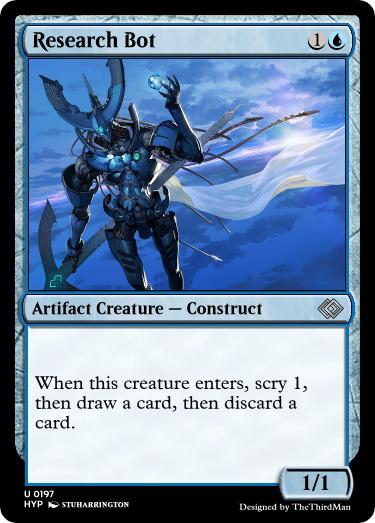 Research Bot 1
Artifact Creature — Construct
When this creature enters, scry 1,
then draw a card, then discard a
card.
1/1
U 0197
HYP STUHARRINGTON
Designed by TheThirdMan